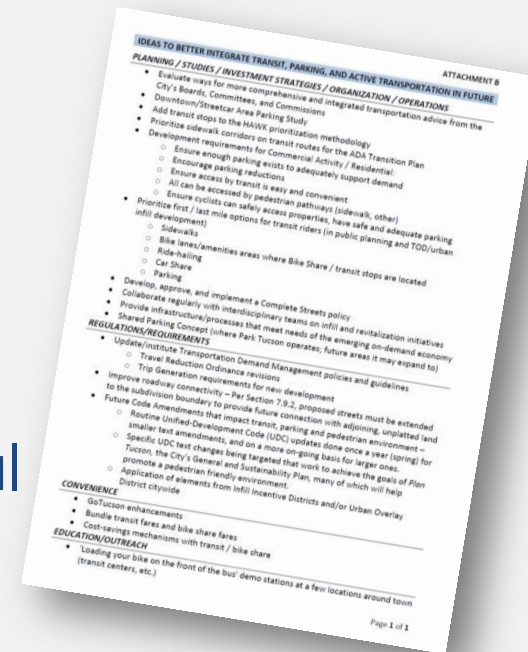 ATTACHMENT B
IDEAS TO BETTER INTEGRATE TRANSIT, PARKING, AND ACTIVE TRANSPORTATION IN FUTURE
PLANNING / STUDIES / INVESTMENT STRATEGIES / ORGANIZATION / OPERATIONS
• Evaluate ways for more comprehensive and integrated transportation advice from the
City's Boards, Committees, and Commissions
• Downtown/Streetcar Area Parking Study
• Add transit stops to the HAWK prioritization methodology
• Prioritize sidewalk corridors on transit routes for the ADA Transition Plan
• Development requirements for Commercial Activity / Residential:
○ Ensure enough parking exists to adequately support demand
○ Encourage parking reductions
○ Ensure access by transit is easy and convenient
○ All can be accessed by pedestrian pathways (sidewalk, other)
○ Ensure cyclists can safely access properties, have safe and adequate parking
• Prioritize first / last mile options for transit riders (in public planning and TOD/urban
infill development)
○ Sidewalks
○ Bike lanes/amenities areas where Bike Share / transit stops are located
○ Ride-hailing
○ Car Share
○ Parking
• Develop, approve, and implement a Complete Streets policy
• Collaborate regularly with interdisciplinary teams on infill and revitalization initiatives
• Provide infrastructure/processes that meet needs of the emerging on-demand economy
• Shared Parking Concept (where Park Tucson operates; future areas it may expand to)
REGULATIONS/REQUIREMENTS
• Update/institute Transportation Demand Management policies and guidelines
○ Travel Reduction Ordinance revisions
○ Trip Generation requirements for new development
• Improve roadway connectivity – Per Section 7.9.2, proposed streets must be extended
to the subdivision boundary to provide future connection with adjoining, unplatted land
• Future Code Amendments that impact transit, parking and pedestrian environment –
○ Routine Unified-Development Code (UDC) updates done once a year (spring) for
smaller text amendments, and on a more on-going basis for larger ones.
○ Specific UDC text changes being targeted that work to achieve the goals of Plan
Tucson, the City's General and Sustainability Plan, many of which will help
promote a pedestrian friendly environment.
○ Application of elements from Infill Incentive Districts and/or Urban Overlay
District citywide
CONVENIENCE
• GoTucson enhancements
• Bundle transit fares and bike share fares
• Cost-savings mechanisms with transit / bike share
EDUCATION/OUTREACH
• 'Loading your bike on the front of the bus' demo stations at a few locations around town
(transit centers, etc.)
Page 1 of 1